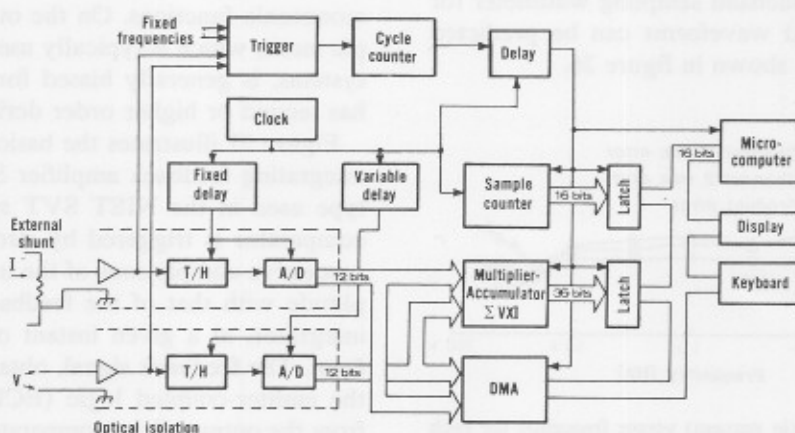 Fixed
frequencies
Trigger
Cycle
counter
Delay
Clock
Fixed
delay
Variable
delay
Sample
counter
16 bits
Latch
16 bits
Micro-
computer
Display
Keyboard
External
shunt
I
T/H
A/D
12 bits
Multiplier-
Accumulator
Σ VXI
36 bits
Latch
V
T/H
A/D
12 bits
DMA
Optical isolation